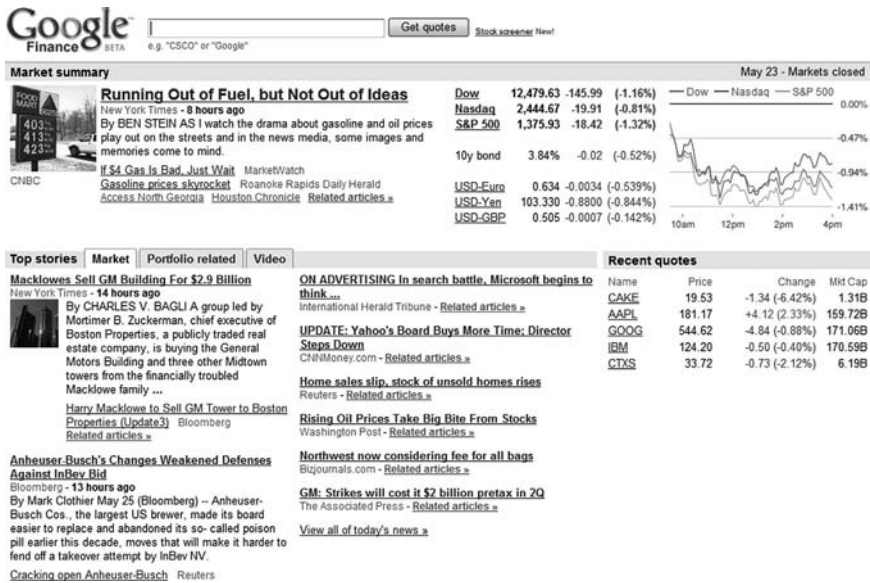 Google
Finance BETA
Get quotes
Stock screener New!
e.g. "CSCO" or "Google"
Market summary
May 23 - Markets closed
FOOD
MART
403
413
423
CNBC
Running Out of Fuel, but Not Out of Ideas
New York Times - 8 hours ago
By BEN STEIN AS I watch the drama about gasoline and oil prices
play out on the streets and in the news media, some images and
memories come to mind.
If $4 Gas Is Bad, Just Wait MarketWatch
Gasoline prices skyrocket Roanoke Rapids Daily Herald
Access North Georgia Houston Chronicle Related articles »
Dow 12,479.63 -145.99 (-1.16%)
Nasdaq 2,444.67 -19.91 (-0.81%)
S&P 500 1,375.93 -18.42 (-1.32%)
10y bond 3.84% -0.02 (-0.52%)
USD-Euro 0.634 -0.0034 (-0.539%)
USD-Yen 103.330 -0.8800 (-0.844%)
USD-GBP 0.505 -0.0007 (-0.142%)
Dow Nasdaq S&P 500
0.00%
-0.47%
-0.94%
-1.41%
10am 12pm 2pm 4pm
Top stories Market Portfolio related Video
Macklowes Sell GM Building For $2.9 Billion
New York Times - 14 hours ago
By CHARLES V. BAGLI A group led by
Mortimer B. Zuckerman, chief executive of
Boston Properties, a publicly traded real
estate company, is buying the General
Motors Building and three other Midtown
towers from the financially troubled
Macklowe family ...
Harry Macklowe to Sell GM Tower to Boston
Properties (Update3) Bloomberg
Related articles »
Anheuser-Busch's Changes Weakened Defenses
Against InBev Bid
Bloomberg - 13 hours ago
By Mark Clothier May 25 (Bloomberg) -- Anheuser-
Busch Cos., the largest US brewer, made its board
easier to replace and abandoned its so- called poison
pill earlier this decade, moves that will make it harder to
fend off a takeover attempt by InBev NV.
Cracking open Anheuser-Busch Reuters
ON ADVERTISING In search battle, Microsoft begins to
think ...
International Herald Tribune - Related articles »
UPDATE: Yahoo's Board Buys More Time; Director
Steps Down
CNNMoney.com - Related articles »
Home sales slip, stock of unsold homes rises
Reuters - Related articles »
Rising Oil Prices Take Big Bite From Stocks
Washington Post - Related articles »
Northwest now considering fee for all bags
Bizjournals.com - Related articles »
GM: Strikes will cost it $2 billion pretax in 2Q
The Associated Press - Related articles »
View all of today's news »
Recent quotes
Name Price Change Mkt Cap
CAKE 19.53 -1.34 (-6.42%) 1.31B
AAPL 181.17 +4.12 (2.33%) 159.72B
GOOG 544.62 -4.84 (-0.88%) 171.06B
IBM 124.20 -0.50 (-0.40%) 170.59B
CTXS 33.72 -0.73 (-2.12%) 6.19B